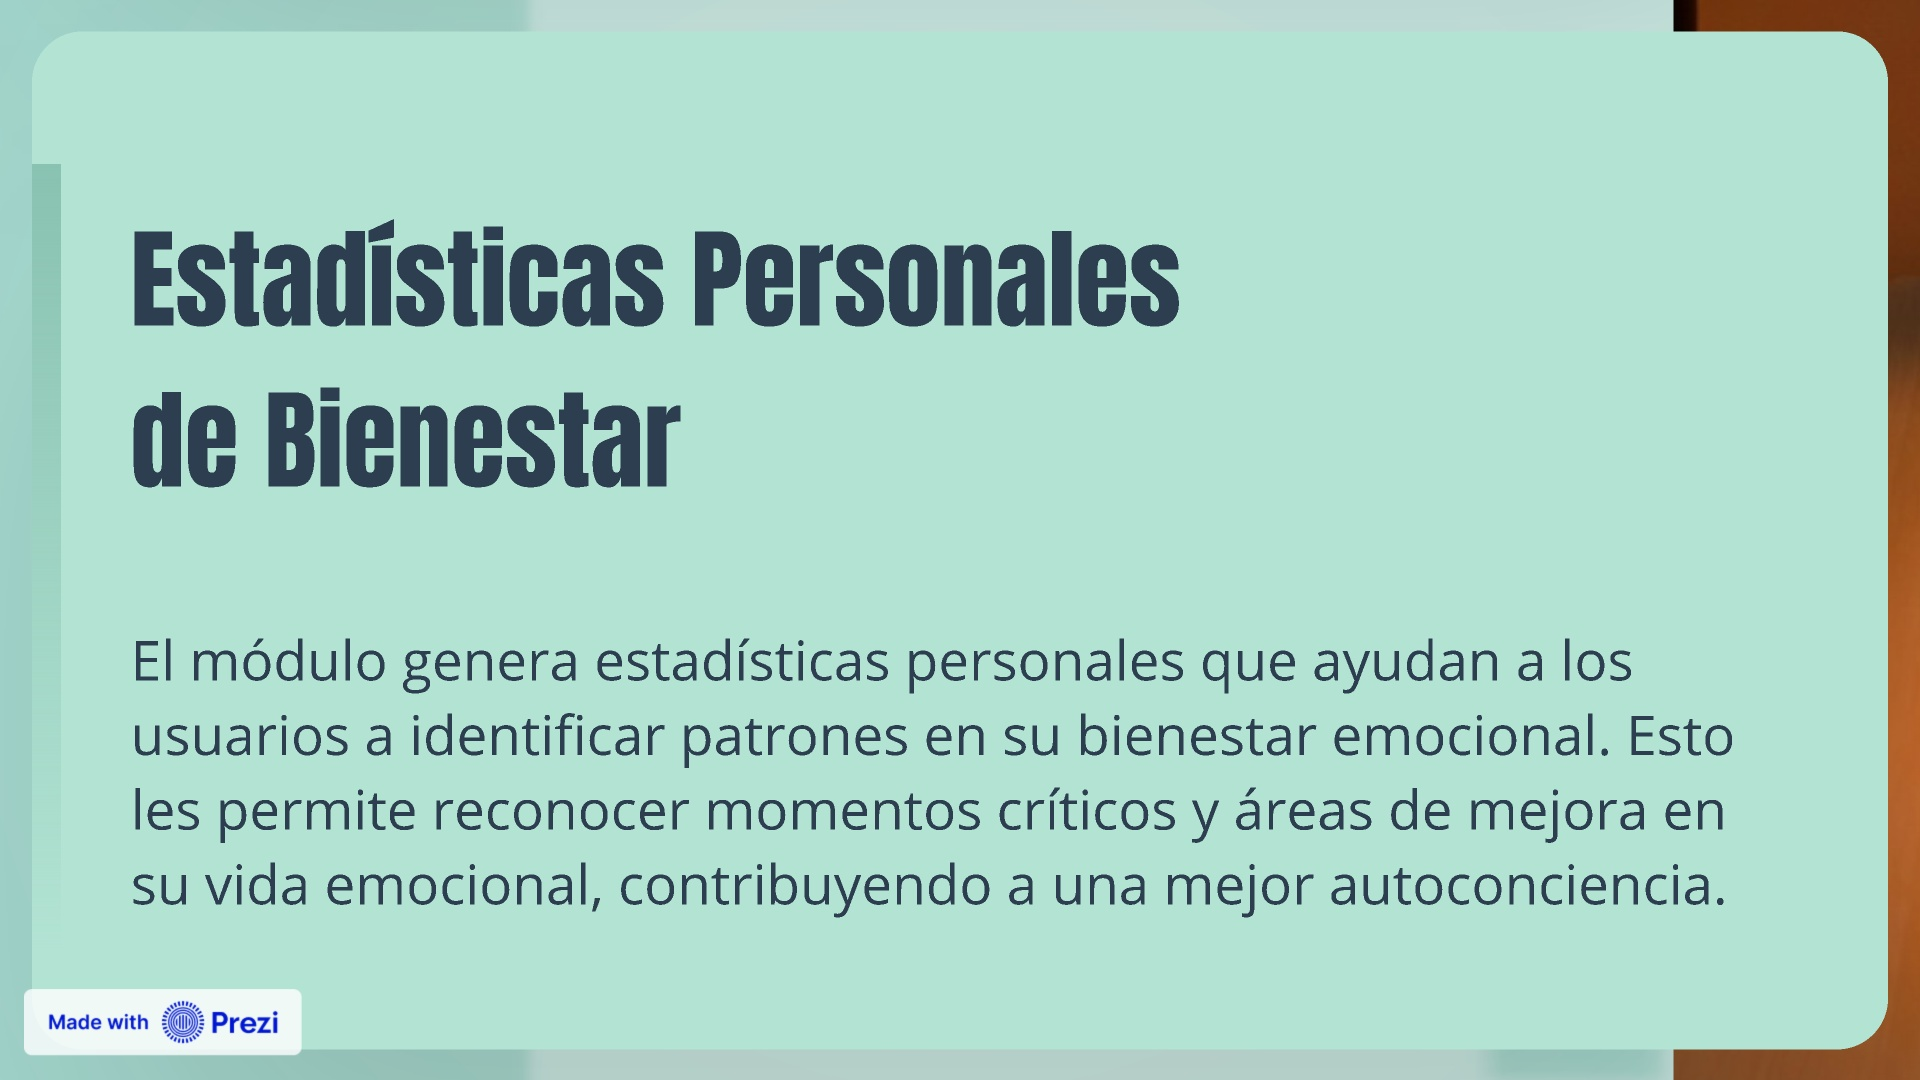 Estadísticas Personales
de Bienestar
El módulo genera estadísticas personales que ayudan a los
usuarios a identificar patrones en su bienestar emocional. Esto
les permite reconocer momentos críticos y áreas de mejora en
su vida emocional, contribuyendo a una mejor autoconciencia.
Made with Prezi